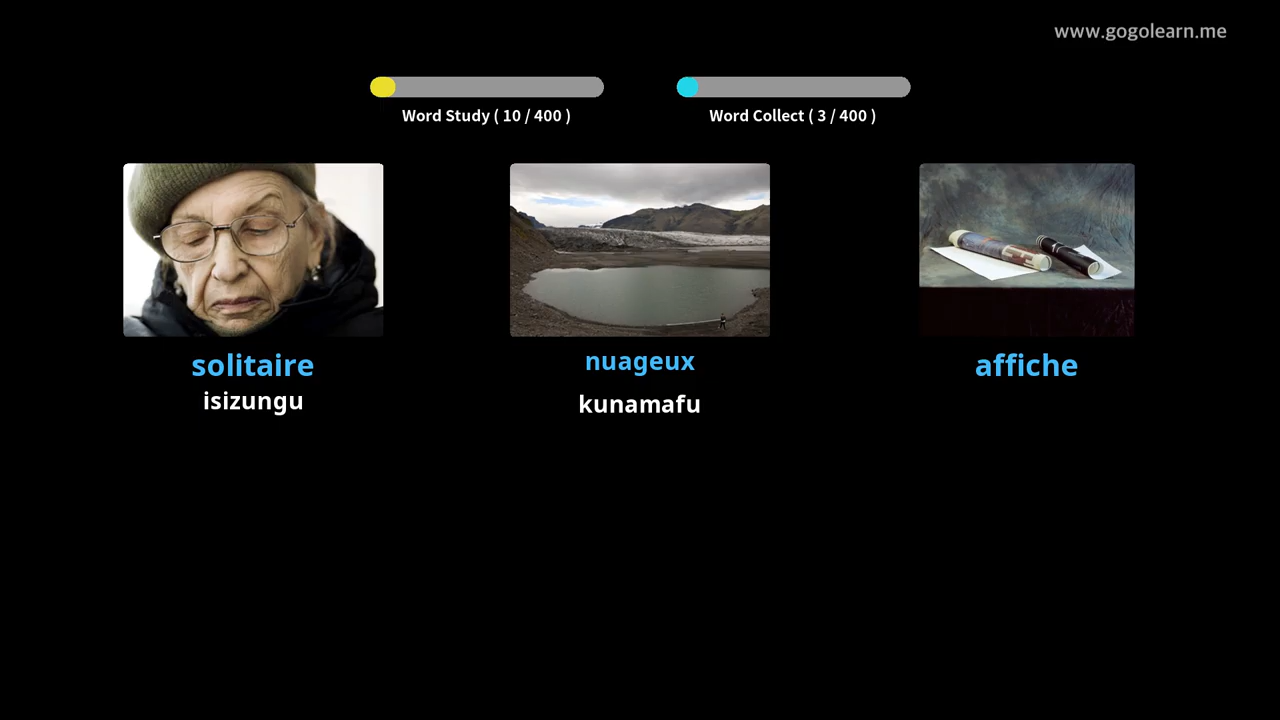 www.gogolearn.me
Word Study ( 10 / 400 )
Word Collect ( 3 / 400 )
solitaire
isizungu
nuageux
kunamafu
affiche